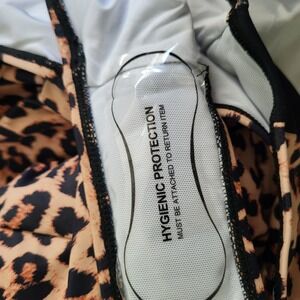 HYGIENIC PROTECTION
MUST BE ATTACHED TO RETURN ITEM